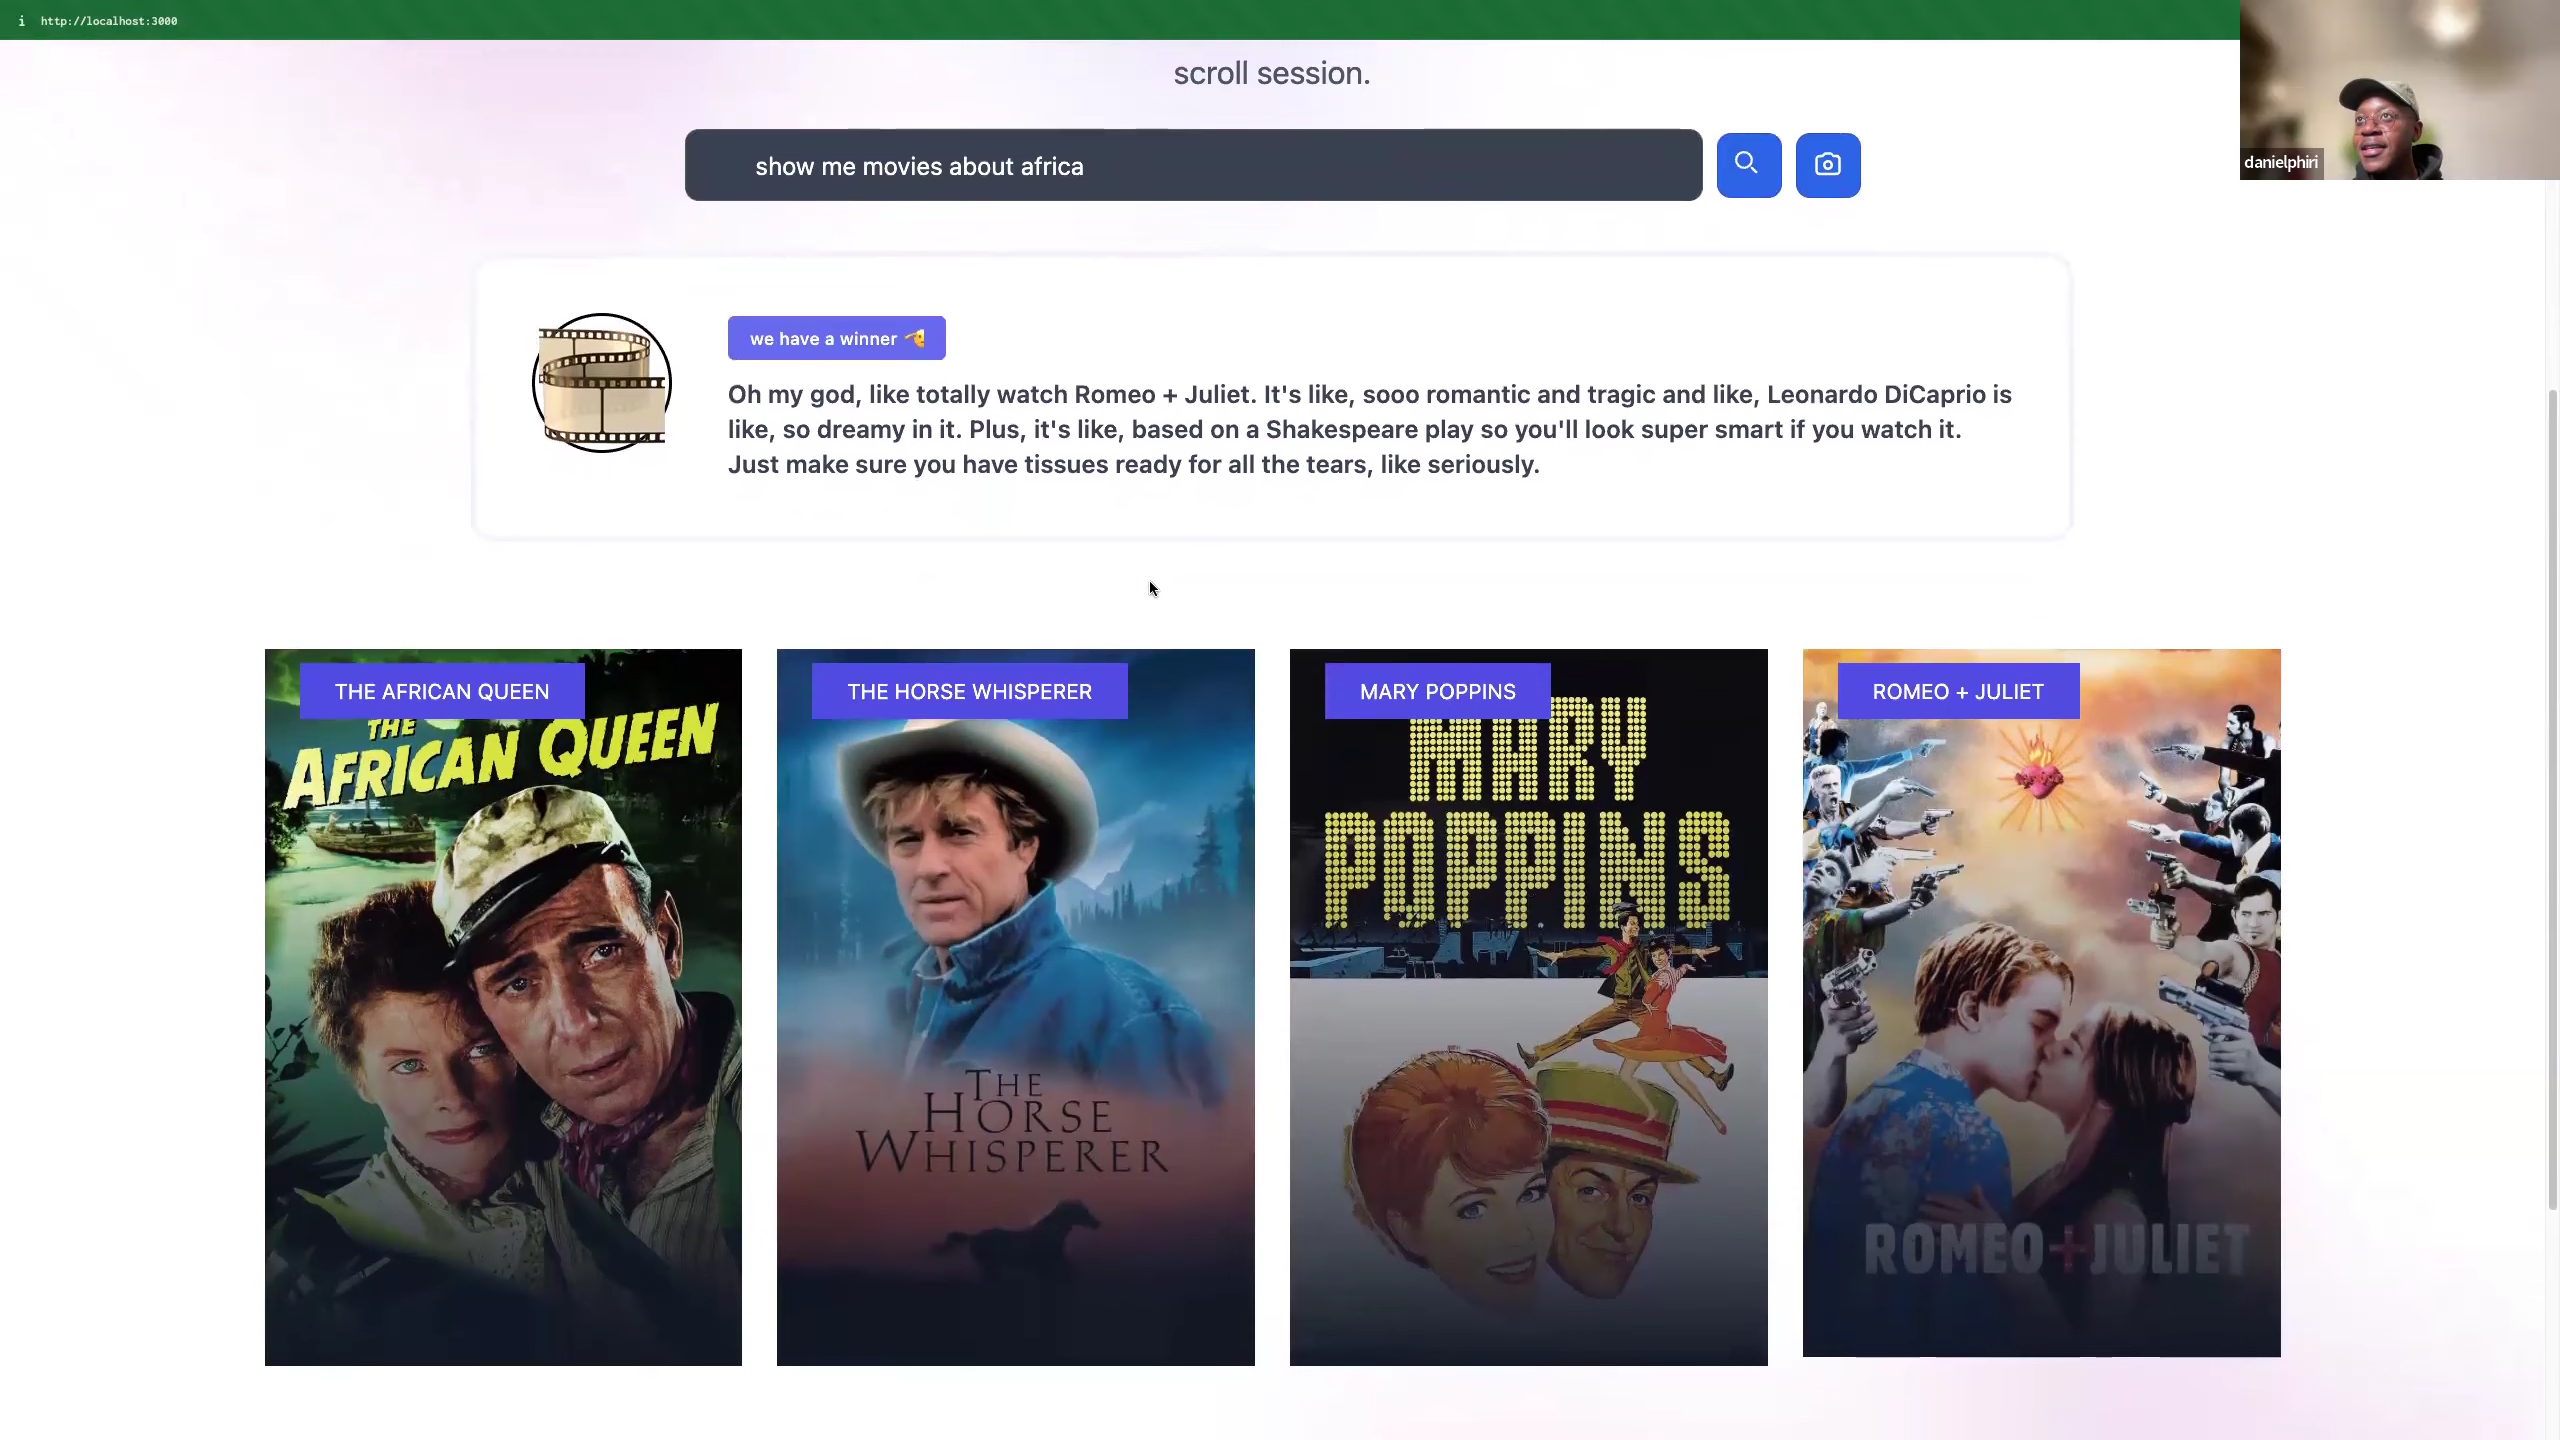 i http://localhost:3000
scroll session.
danielphiri
show me movies about africa
we have a winner
Oh my god, like totally watch Romeo + Juliet. It's like, sooo romantic and tragic and like, Leonardo DiCaprio is
like, so dreamy in it. Plus, it's like, based on a Shakespeare play so you'll look super smart if you watch it.
Just make sure you have tissues ready for all the tears, like seriously.
THE AFRICAN QUEEN
THE
AFRICAN QUEEN
THE HORSE WHISPERER
THE
HORSE
WHISPERER
MARY POPPINS
MARY
POPPINS
ROMEO + JULIET
ROMEO+JULIET